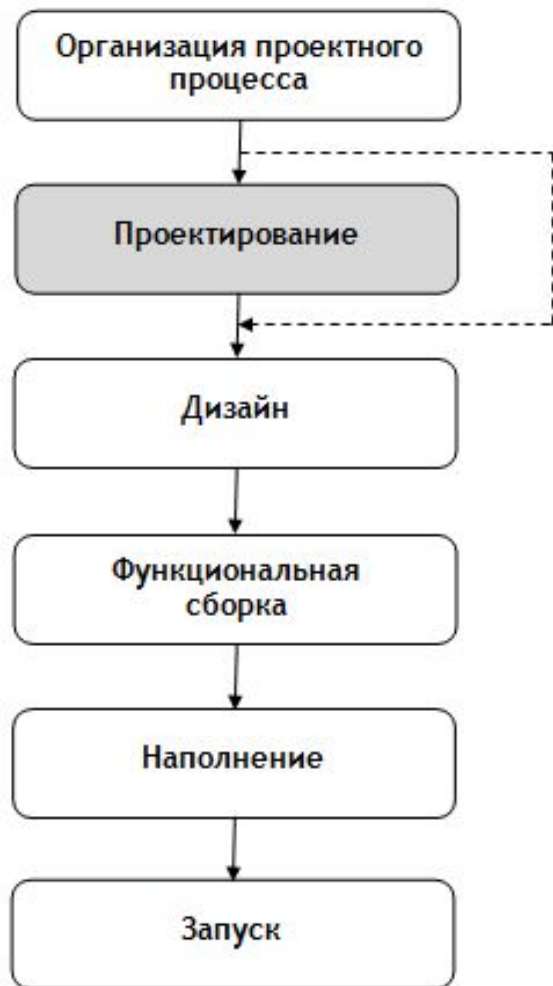 Организация проектного
процесса
Проектирование
Дизайн
Функциональная
сборка
Наполнение
Запуск